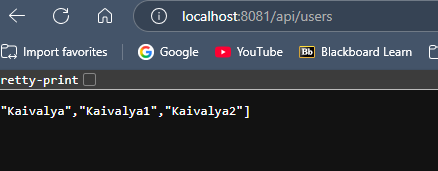 localhost:8081/api/users
Import favorites Google YouTube Bb Blackboard Learn
retty-print
"Kaivalya","Kaivalya1","Kaivalya2"]